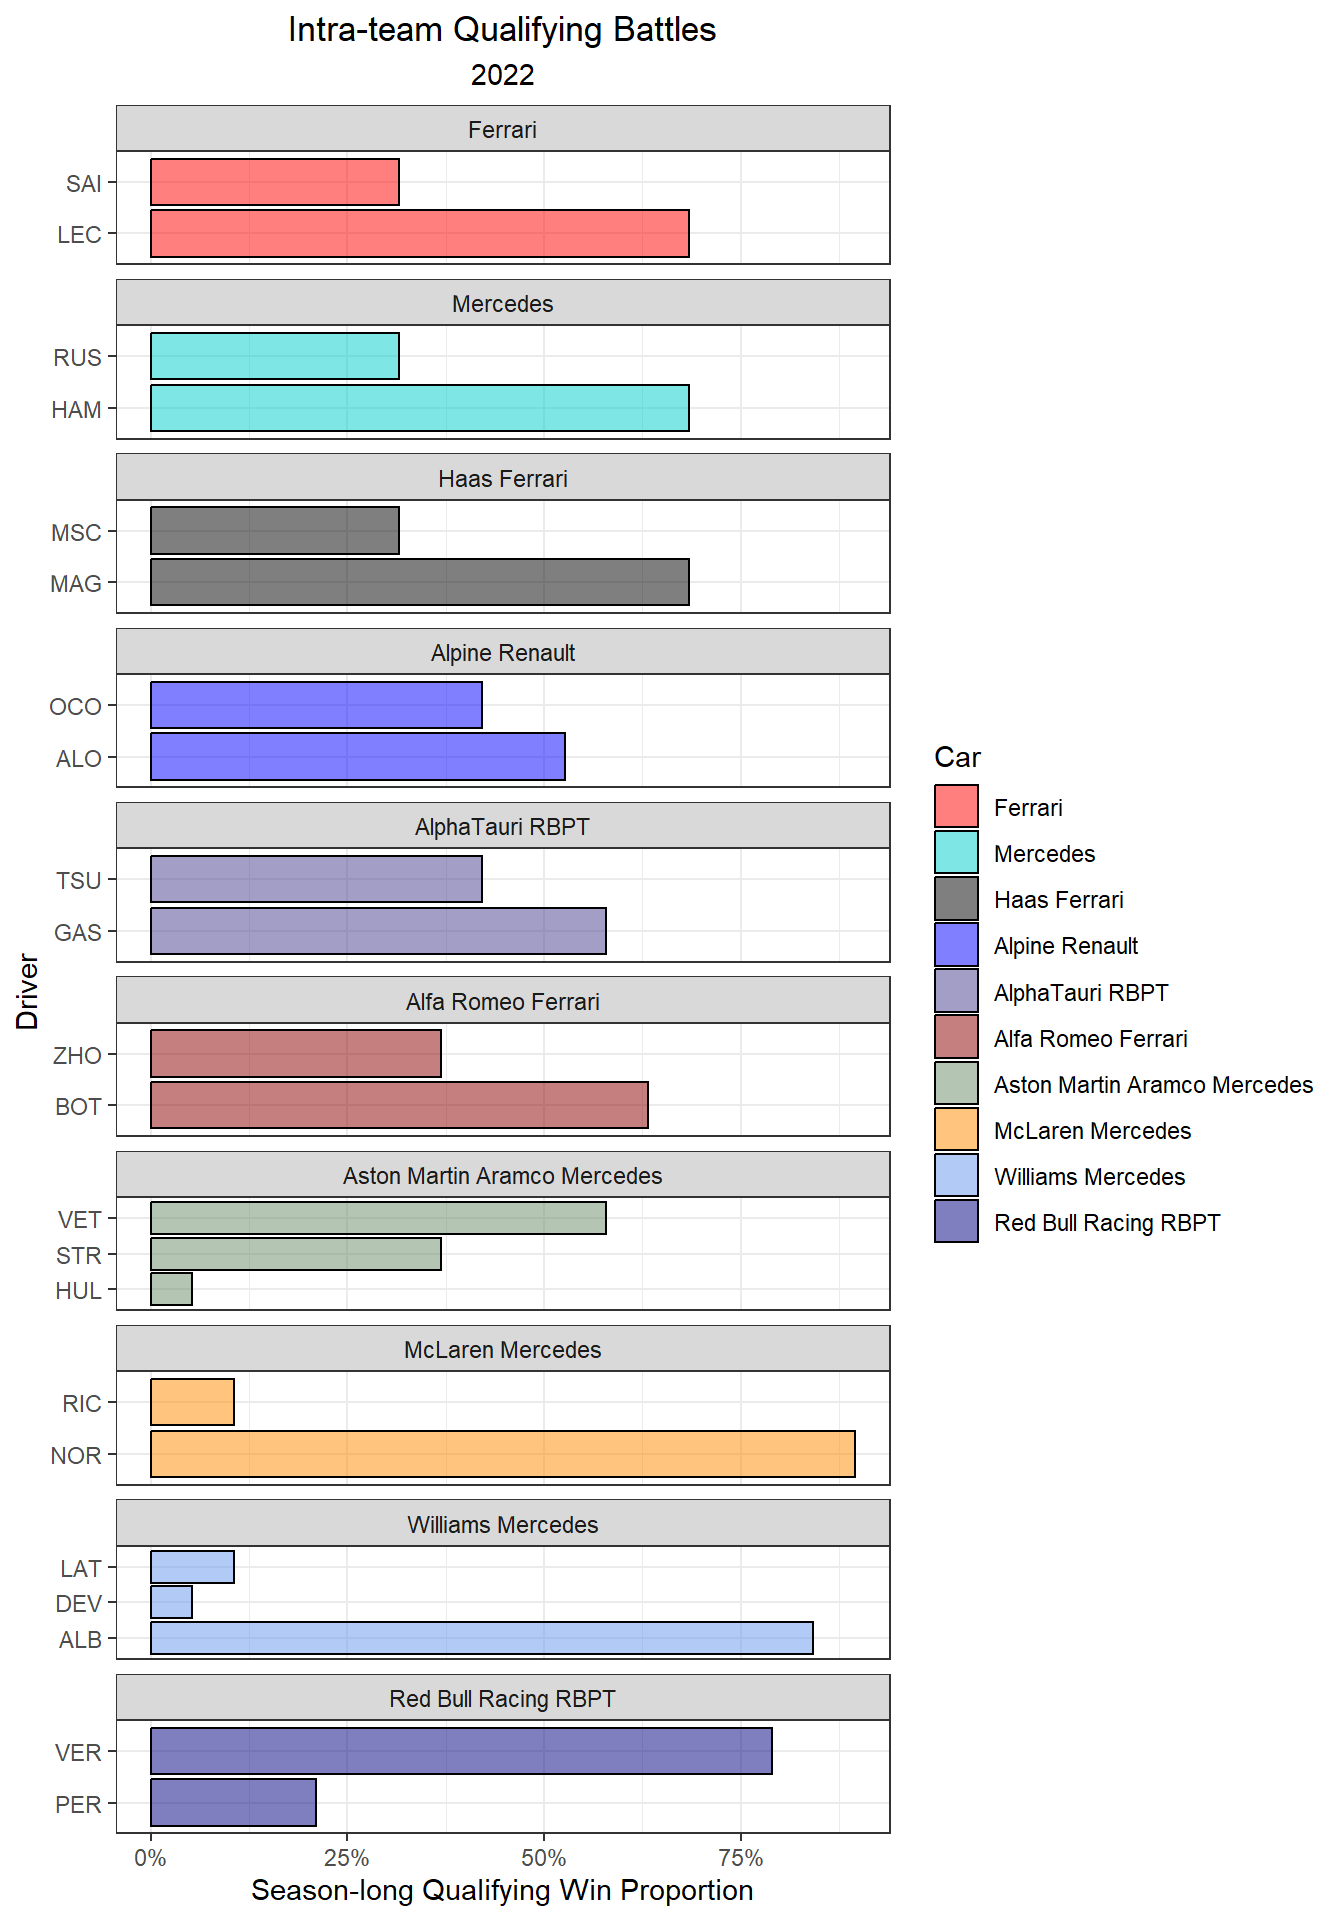 Intra-team Qualifying Battles
2022
Ferrari
SAI
LEC
Mercedes
RUS
HAM
Haas Ferrari
MSC
MAG
Alpine Renault
OCO
ALO
AlphaTauri RBPT
TSU
GAS
Alfa Romeo Ferrari
ZHO
BOT
Aston Martin Aramco Mercedes
VET
STR
HUL
McLaren Mercedes
RIC
NOR
Williams Mercedes
LAT
DEV
ALB
Red Bull Racing RBPT
VER
PER
0% 25% 50% 75%
Season-long Qualifying Win Proportion
Driver
Car
Ferrari
Mercedes
Haas Ferrari
Alpine Renault
AlphaTauri RBPT
Alfa Romeo Ferrari
Aston Martin Aramco Mercedes
McLaren Mercedes
Williams Mercedes
Red Bull Racing RBPT